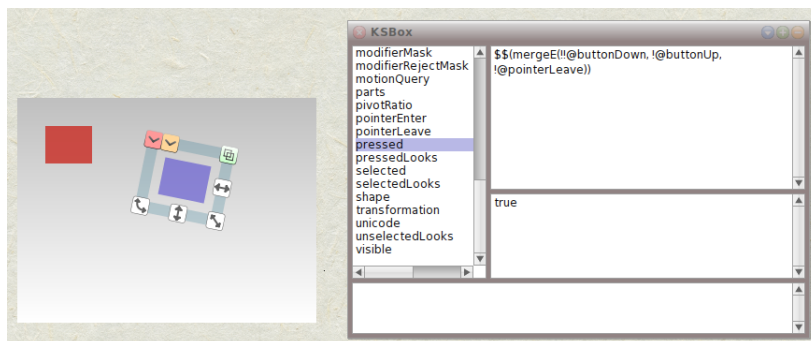 KSBox
modifierMask
modifierRejectMask
motionQuery
parts
pivotRatio
pointerEnter
pointerLeave
pressed
pressedLooks
selected
selectedLooks
shape
transformation
unicode
unselectedLooks
visible
$$(mergeE(!!@buttonDown, !@buttonUp,
!@pointerLeave))
true